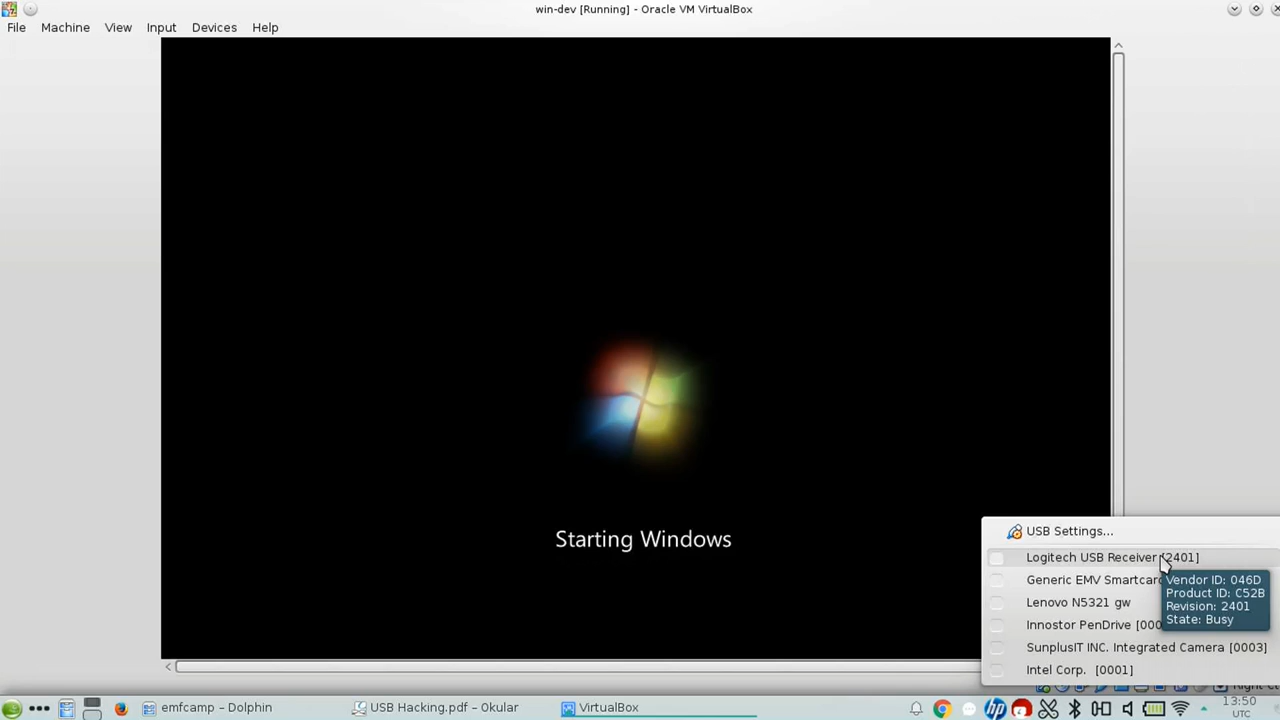 win-dev [Running] - Oracle VM VirtualBox
File Machine View Input Devices Help
Starting Windows
USB Settings...
Logitech USB Receiver [2401]
Generic EMV Smartcard
Lenovo N5321 gw
Innostor PenDrive [000
SunplusIT INC. Integrated Camera [0003]
Intel Corp. [0001]
Vendor ID: 046D
Product ID: C52B
Revision: 2401
State: Busy
emfcamp - Dolphin
USB Hacking.pdf - Okular
VirtualBox
13:50
UTC